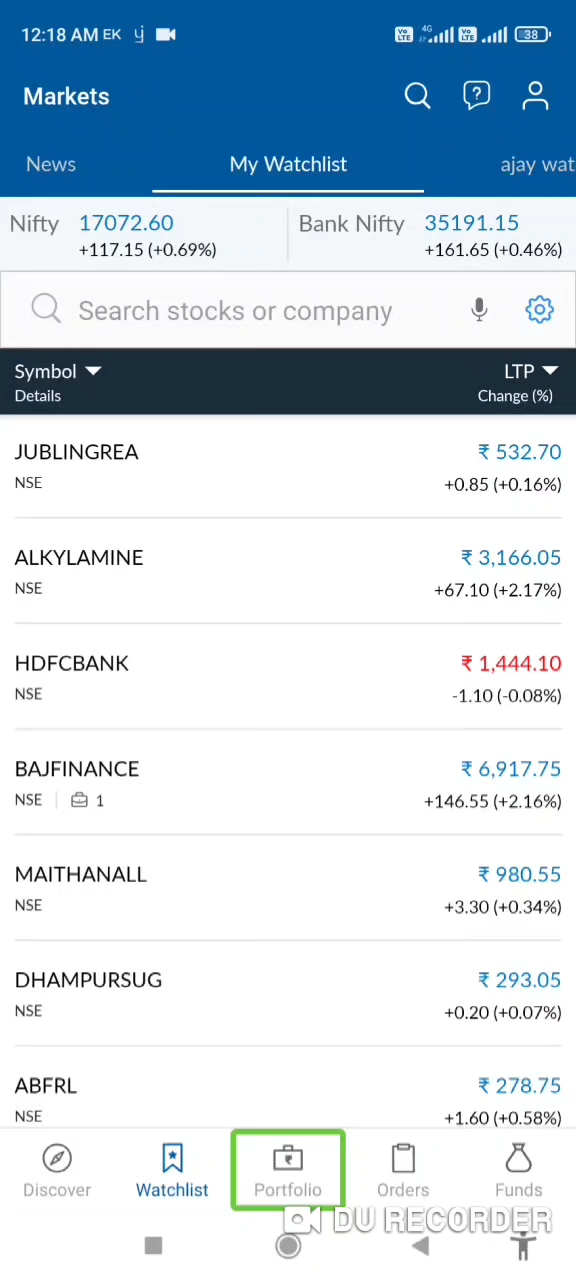 12:18 AM EK
Vo LTE 4G Vo LTE 38
Markets
News My Watchlist ajay wat
Nifty 17072.60 Bank Nifty 35191.15
+117.15 (+0.69%) +161.65 (+0.46%)
Search stocks or company
Symbol LTP
Details Change (%)
JUBLINGREA ₹ 532.70
NSE +0.85 (+0.16%)
ALKYLAMINE ₹ 3,166.05
NSE +67.10 (+2.17%)
HDFCBANK ₹ 1,444.10
NSE -1.10 (-0.08%)
BAJFINANCE ₹ 6,917.75
NSE 1 +146.55 (+2.16%)
MAITHANALL ₹ 980.55
NSE +3.30 (+0.34%)
DHAMPURSUG ₹ 293.05
NSE +0.20 (+0.07%)
ABFRL ₹ 278.75
NSE +1.60 (+0.58%)
Discover Watchlist Portfolio Orders Funds
DU RECORDER